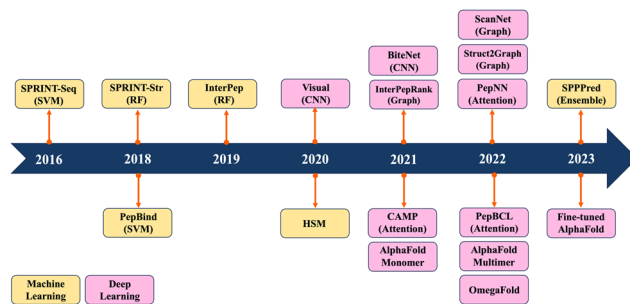 ScanNet
(Graph)
BiteNet
(CNN)
Struct2Graph
(Graph)
SPRINT-Seq
(SVM)
SPRINT-Str
(RF)
InterPep
(RF)
Visual
(CNN)
InterPepRank
(Graph)
PepNN
(Attention)
SPPPred
(Ensemble)
2016 2018 2019 2020 2021 2022 2023
PepBind
(SVM)
HSM
CAMP
(Attention)
PepBCL
(Attention)
Fine-tuned
AlphaFold
AlphaFold
Monomer
AlphaFold
Multimer
OmegaFold
Machine
Learning
Deep
Learning